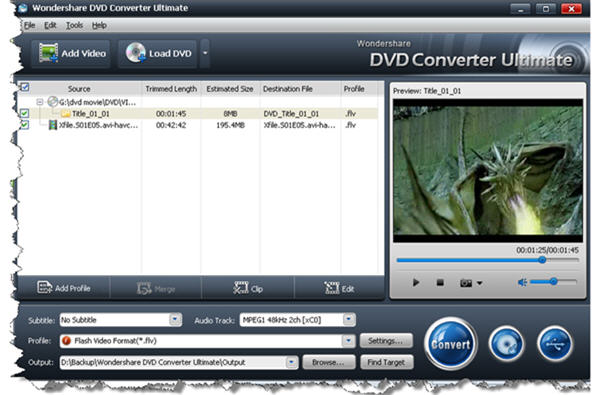 Wondershare DVD Converter Ultimate
File Edit Tools Help
Add Video
Load DVD
Wondershare
DVD Converter Ultimate
Source Trimmed Length Estimated Size Destination File Profile
G:\dvd movie\DVD\VI...
Title_01_01 00:01:45 8MB DVD_Title_01_01 .flv
Xfile.S01E05.avi-havc... 00:42:42 195.4MB Xfile.S01E05.avi-ha... .flv
Preview: Title_01_01
00:01:25/00:01:45
Add Profile
Merge
Clip
Edit
Subtitle: No Subtitle
Audio Track: MPEG1 48kHz 2ch [xC0]
Profile: Flash Video Format(*.flv)
Settings...
Output: D:\Backup\Wondershare DVD Converter Ultimate\Output
Browse...
Find Target
Convert